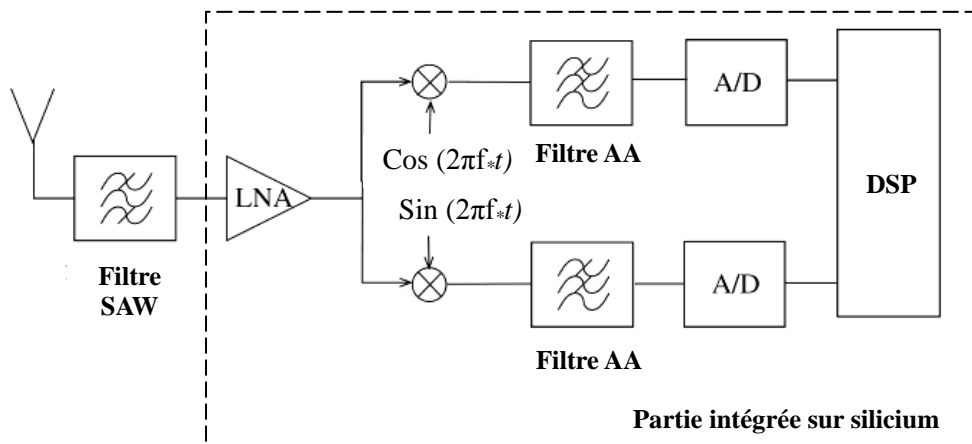 A/D
Filtre AA
Cos (2πf*t)
LNA
DSP
Sin (2πf*t)
Filtre
SAW
A/D
Filtre AA
Partie intégrée sur silicium